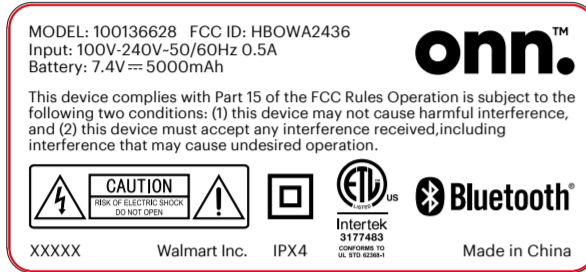 MODEL: 100136628 FCC ID: HBOWA2436
Input: 100V-240V~50/60Hz 0.5A
Battery: 7.4V⎓5000mAh
onn.™
This device complies with Part 15 of the FCC Rules Operation is subject to the
following two conditions: (1) this device may not cause harmful interference,
and (2) this device must accept any interference received,including
interference that may cause undesired operation.
CAUTION
RISK OF ELECTRIC SHOCK
DO NOT OPEN
ETL
LISTED
US
Intertek
3177483
CONFORMS TO
UL STD. 62368-1
Bluetooth®
XXXXX
Walmart Inc.
IPX4
Made in China